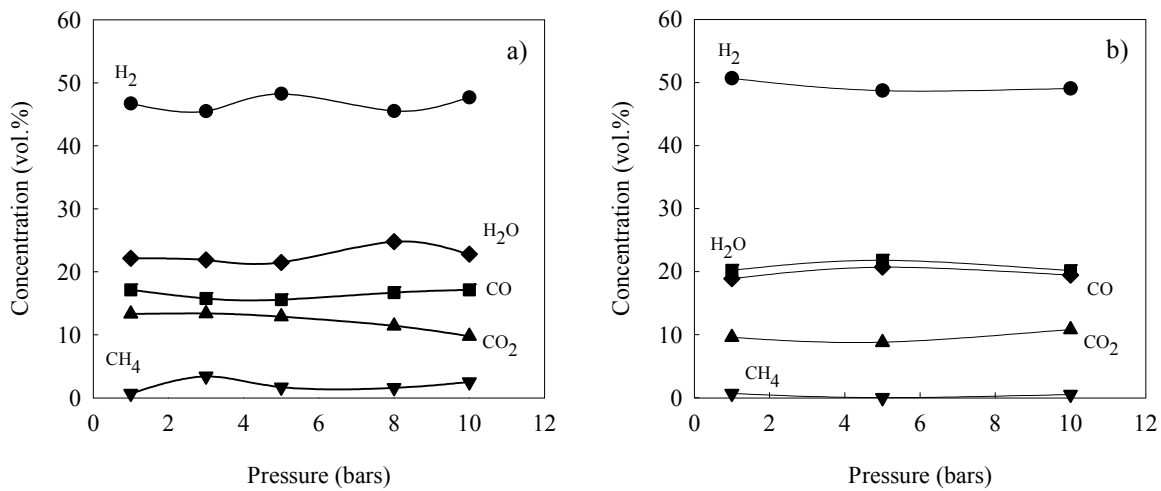 60
50
40
30
20
10
0
0 2 4 6 8 10 12
Concentration (vol.%)
Pressure (bars)
a)
H2
H2O
CO
CO2
CH4
60
50
40
30
20
10
0
0 2 4 6 8 10 12
Concentration (vol.%)
Pressure (bars)
b)
H2
H2O
CO
CO2
CH4